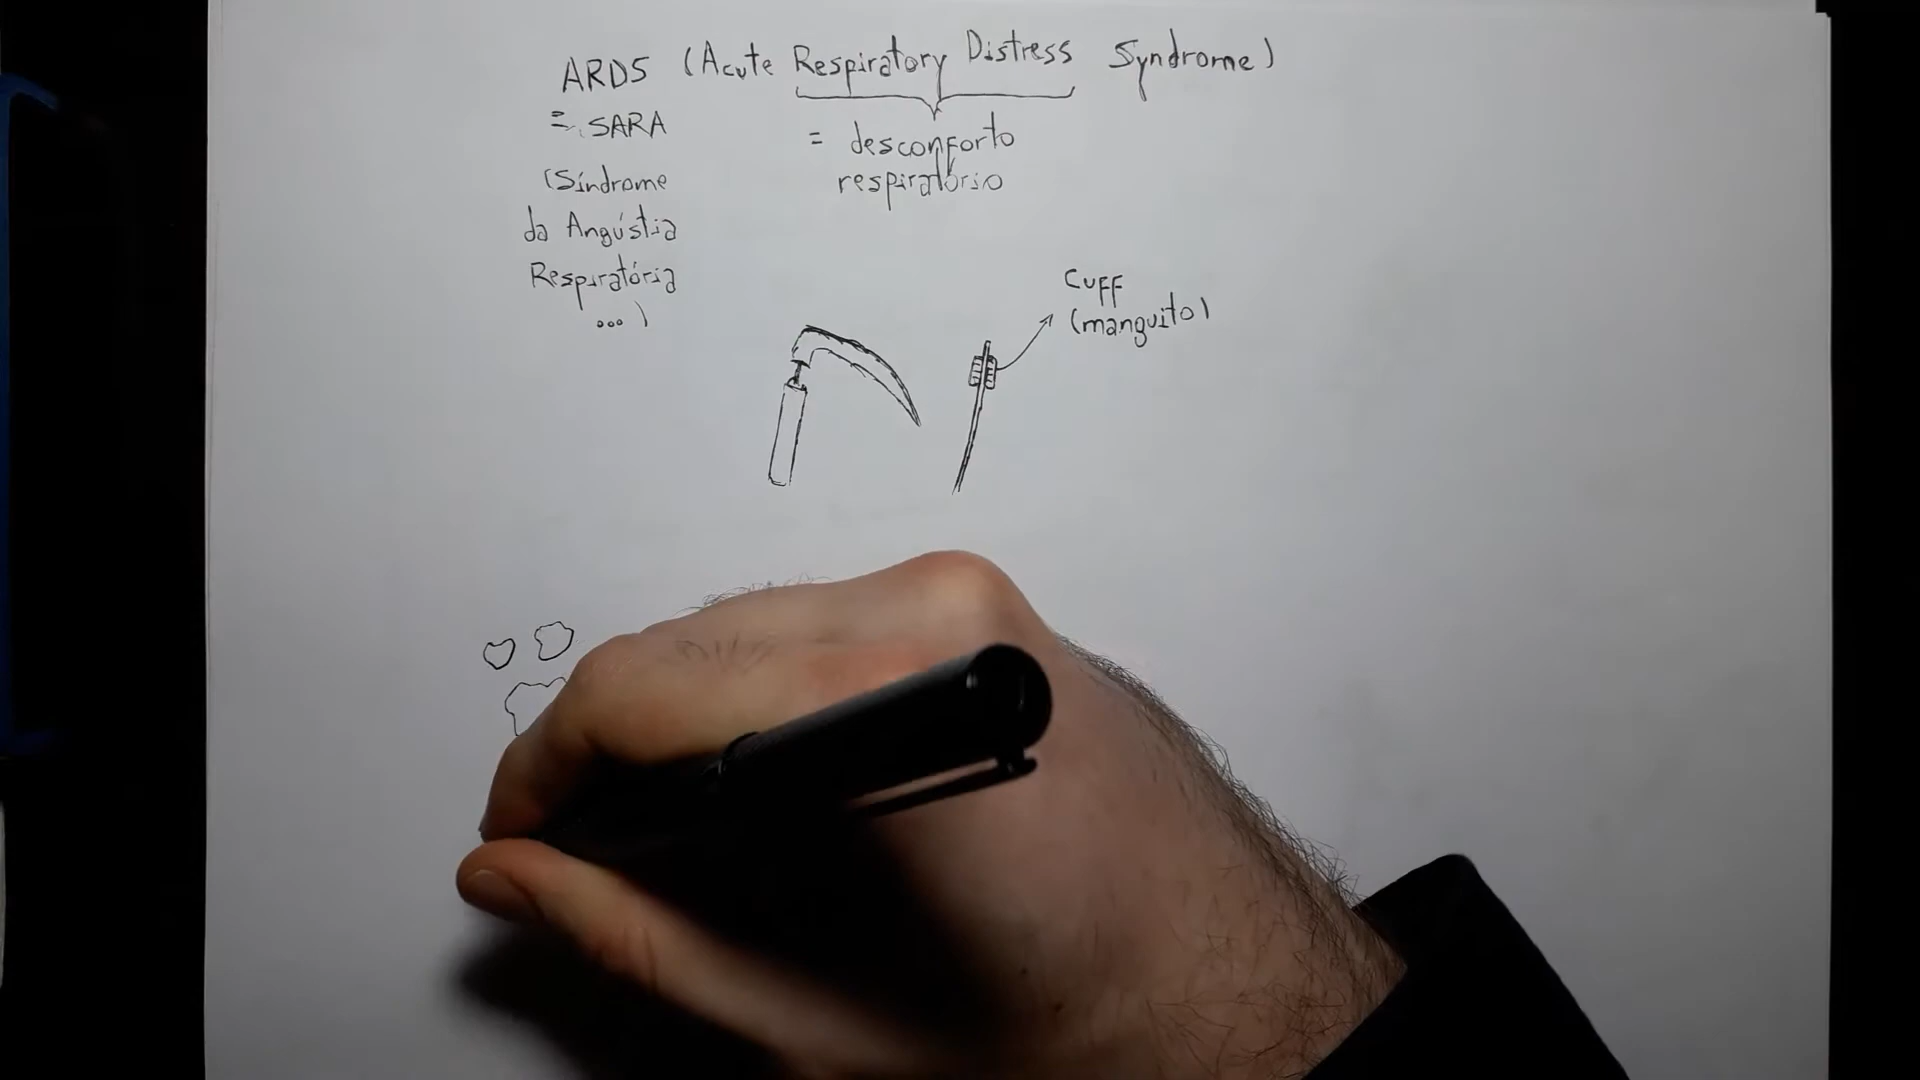 ARDS (Acute Respiratory Distress Syndrome)
= SARA
(Síndrome
da Angústia
Respiratória
...)
= desconforto
respiratório
Cuff
(manguito)